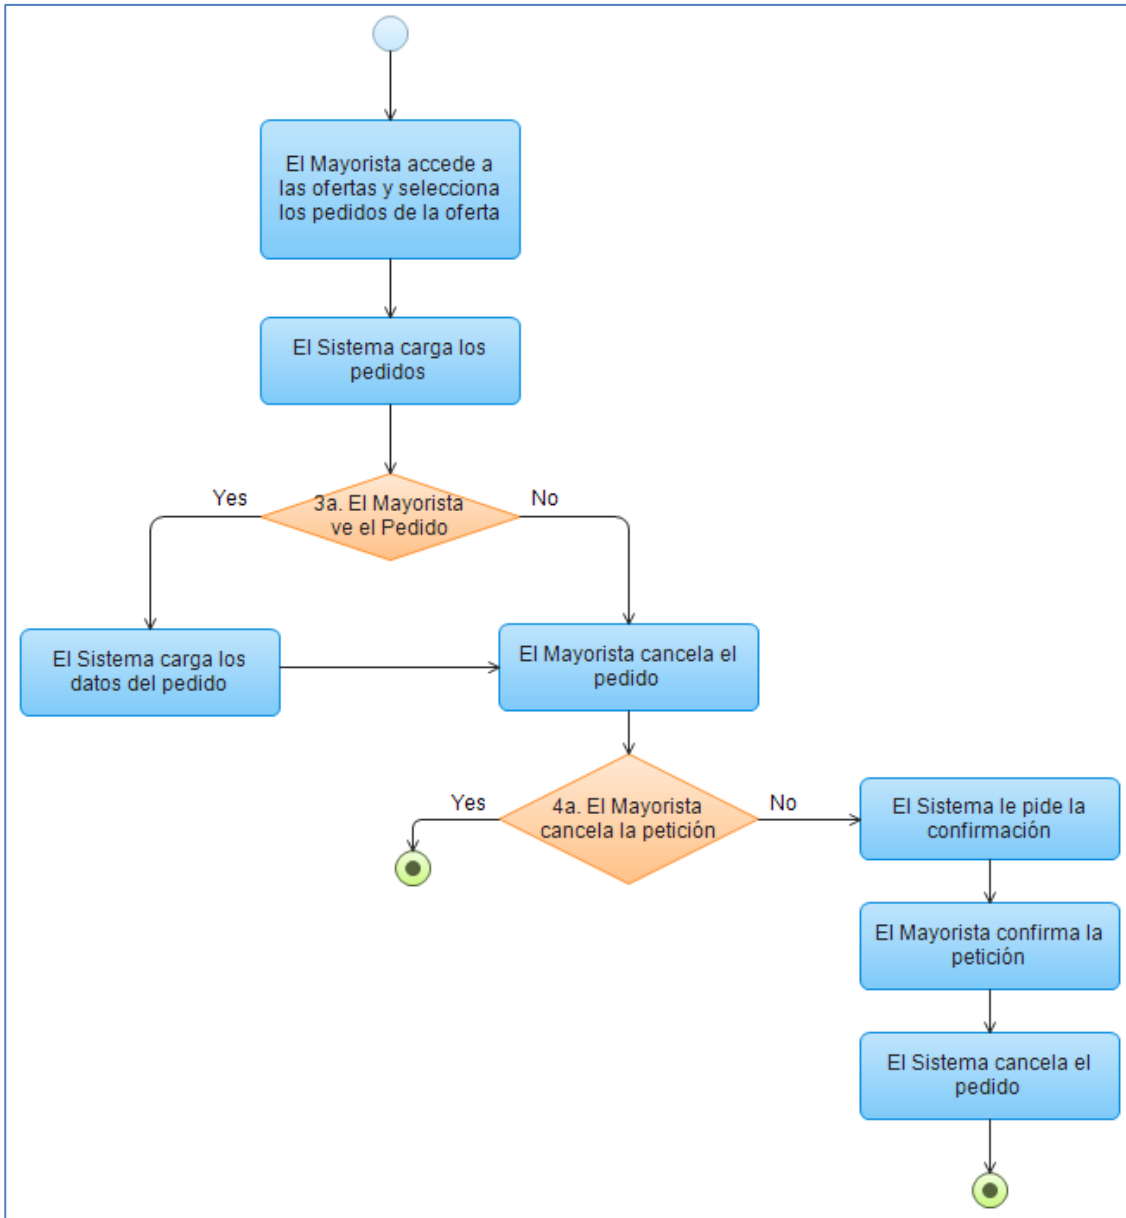 El Mayorista accede a
las ofertas y selecciona
los pedidos de la oferta
El Sistema carga los
pedidos
Yes
3a. El Mayorista
ve el Pedido
No
El Sistema carga los
datos del pedido
El Mayorista cancela el
pedido
Yes
4a. El Mayorista
cancela la petición
No
El Sistema le pide la
confirmación
El Mayorista confirma la
petición
El Sistema cancela el
pedido